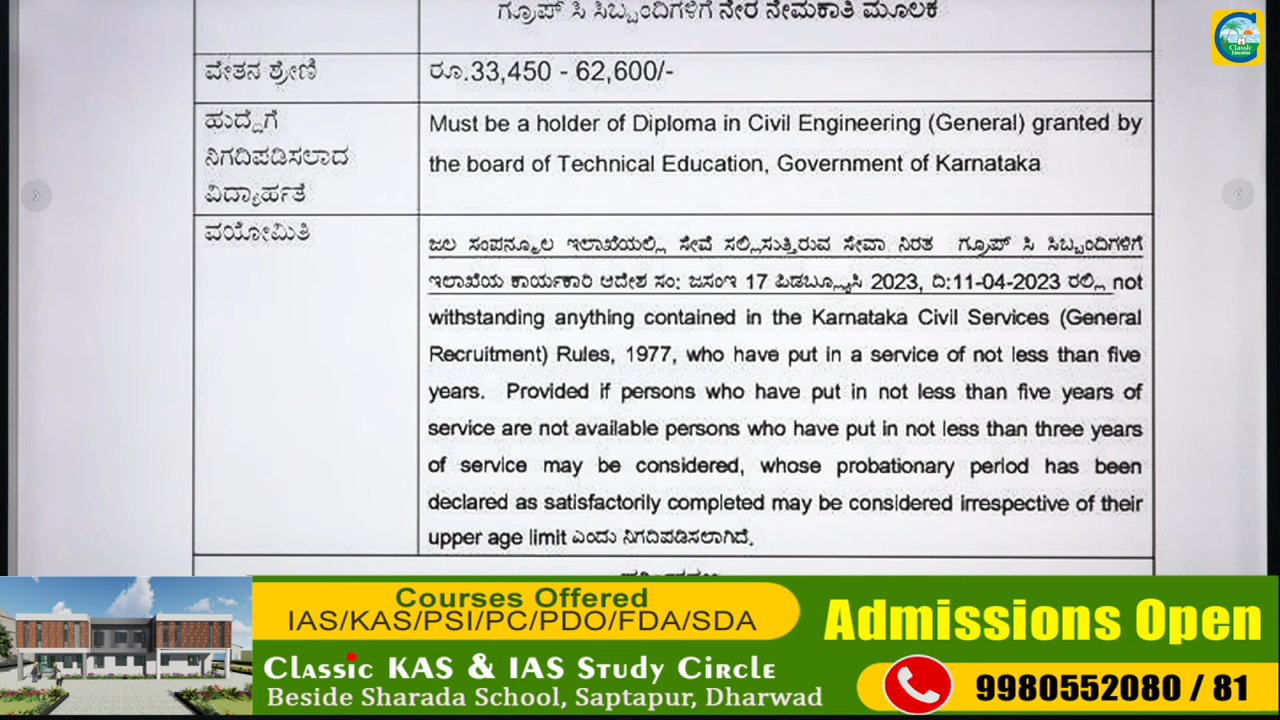 ಗ್ರೂಪ್ ಸಿ ಸಿಬ್ಬಂದಿಗಳಿಗೆ ನೇರ ನೇಮಕಾತಿ ಮೂಲಕ
Classic
Education
ವೇತನ ಶ್ರೇಣಿ
ರೂ.33,450 - 62,600/-
ಹುದ್ದೆಗೆ
ನಿಗದಿಪಡಿಸಲಾದ
ವಿದ್ಯಾರ್ಹತೆ
Must be a holder of Diploma in Civil Engineering (General) granted by
the board of Technical Education, Government of Karnataka
ವಯೋಮಿತಿ
ಜಲ ಸಂಪನ್ಮೂಲ ಇಲಾಖೆಯಲ್ಲಿ ಸೇವೆ ಸಲ್ಲಿಸುತ್ತಿರುವ ಸೇವಾ ನಿರತ ಗ್ರೂಪ್ ಸಿ ಸಿಬ್ಬಂದಿಗಳಿಗೆ
ಇಲಾಖೆಯ ಕಾರ್ಯಕಾರಿ ಆದೇಶ ಸಂ: ಜಸಂಇ 17 ಪಿಡಬ್ಲ್ಯೂಸಿ 2023, ದಿ:11-04-2023 ರಲ್ಲಿ not
withstanding anything contained in the Karnataka Civil Services (General
Recruitment) Rules, 1977, who have put in a service of not less than five
years. Provided if persons who have put in not less than five years of
service are not available persons who have put in not less than three years
of service may be considered, whose probationary period has been
declared as satisfactorily completed may be considered irrespective of their
upper age limit ಎಂದು ನಿಗದಿಪಡಿಸಲಾಗಿದೆ.
Courses Offered
IAS/KAS/PSI/PC/PDO/FDA/SDA
Classic KAS & IAS Study Circle
Beside Sharada School, Saptapur, Dharwad
Admissions Open
9980552080 / 81